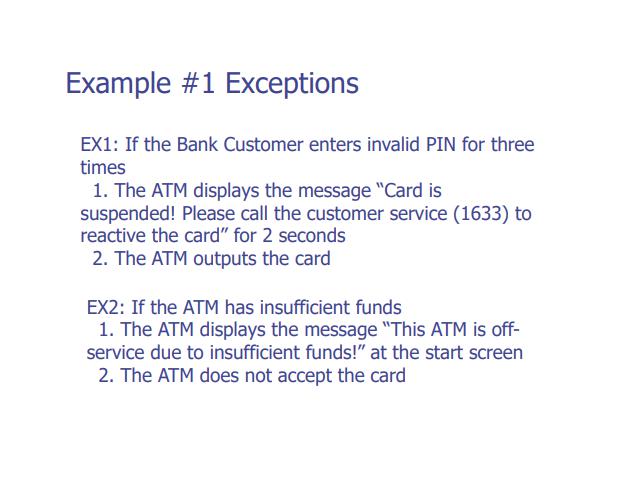 Example #1 Exceptions
EX1: If the Bank Customer enters invalid PIN for three
times
1. The ATM displays the message “Card is
suspended! Please call the customer service (1633) to
reactive the card” for 2 seconds
2. The ATM outputs the card
EX2: If the ATM has insufficient funds
1. The ATM displays the message “This ATM is off-
service due to insufficient funds!” at the start screen
2. The ATM does not accept the card